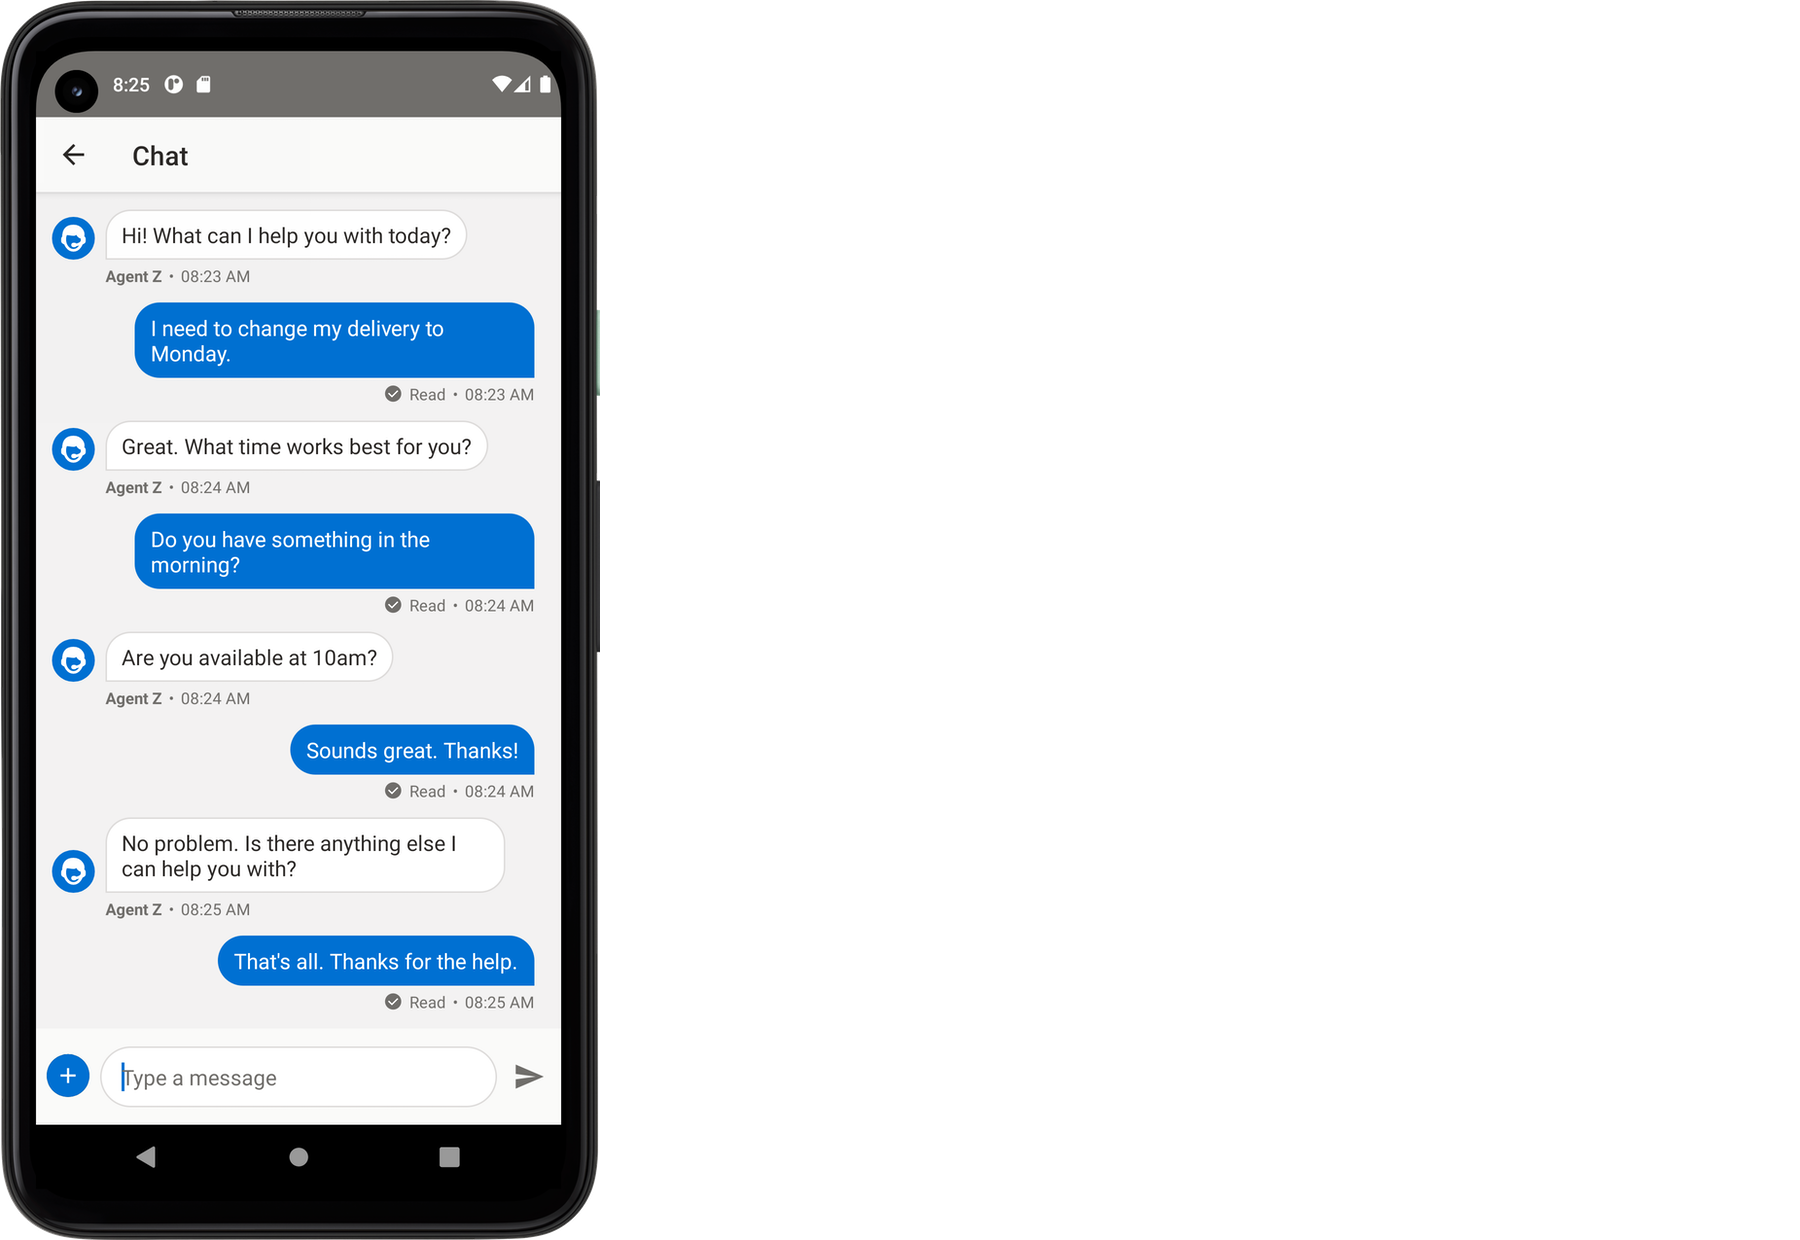 8:25
Chat
Hi! What can I help you with today?
Agent Z • 08:23 AM
I need to change my delivery to
Monday.
Read • 08:23 AM
Great. What time works best for you?
Agent Z • 08:24 AM
Do you have something in the
morning?
Read • 08:24 AM
Are you available at 10am?
Agent Z • 08:24 AM
Sounds great. Thanks!
Read • 08:24 AM
No problem. Is there anything else I
can help you with?
Agent Z • 08:25 AM
That's all. Thanks for the help.
Read • 08:25 AM
Type a message